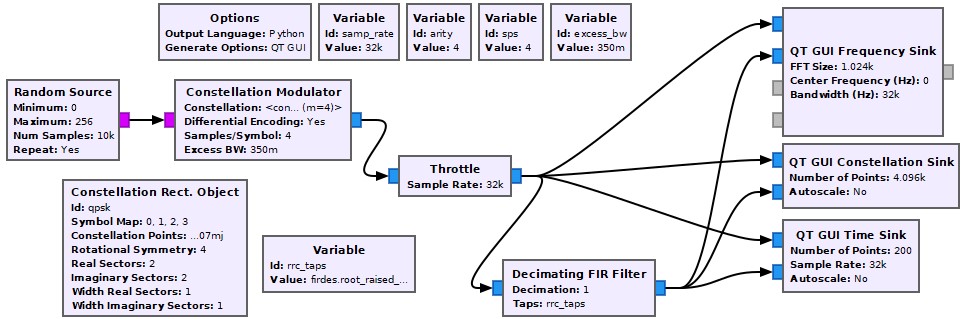 Options
Output Language: Python
Generate Options: QT GUI
Variable
Id: samp_rate
Value: 32k
Variable
Id: arity
Value: 4
Variable
Id: sps
Value: 4
Variable
Id: excess_bw
Value: 350m
QT GUI Frequency Sink
FFT Size: 1.024k
Center Frequency (Hz): 0
Bandwidth (Hz): 32k
Random Source
Minimum: 0
Maximum: 256
Num Samples: 10k
Repeat: Yes
Constellation Modulator
Constellation: <con... (m=4)>
Differential Encoding: Yes
Samples/Symbol: 4
Excess BW: 350m
Throttle
Sample Rate: 32k
QT GUI Constellation Sink
Number of Points: 4.096k
Autoscale: No
Constellation Rect. Object
Id: qpsk
Symbol Map: 0, 1, 2, 3
Constellation Points: ...07mj
Rotational Symmetry: 4
Real Sectors: 2
Imaginary Sectors: 2
Width Real Sectors: 1
Width Imaginary Sectors: 1
Variable
Id: rrc_taps
Value: firdes.root_raised_...
Decimating FIR Filter
Decimation: 1
Taps: rrc_taps
QT GUI Time Sink
Number of Points: 200
Sample Rate: 32k
Autoscale: No